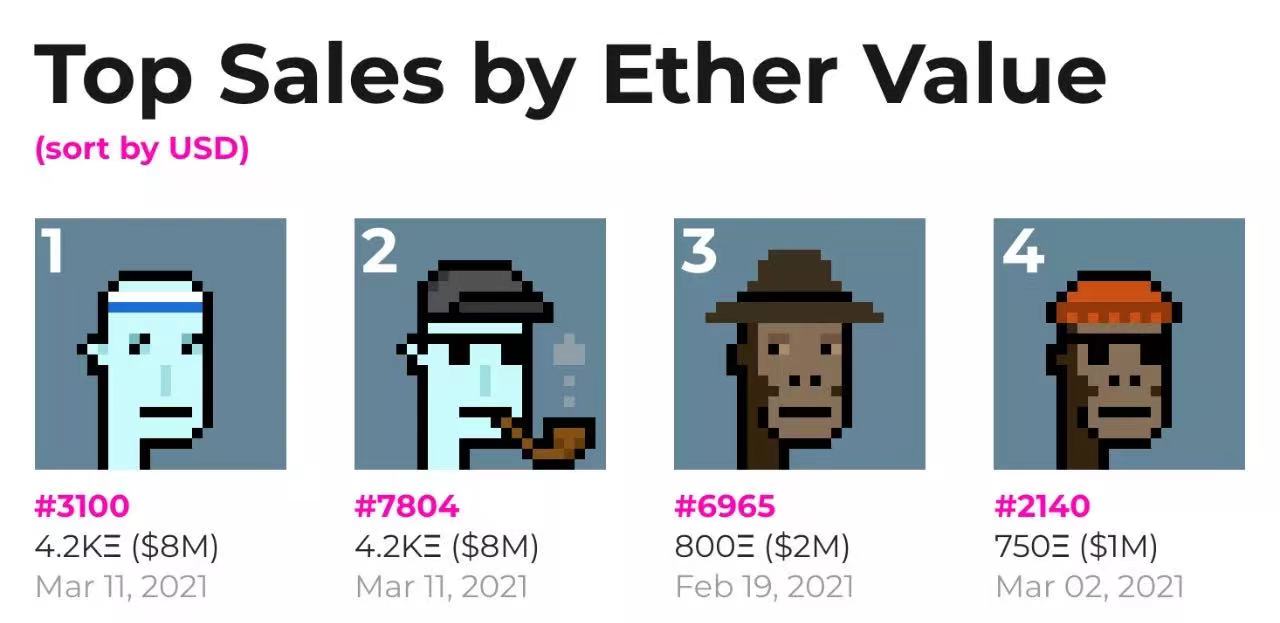 Top Sales by Ether Value
(sort by USD)
1
2
3
4
#3100
4.2KΞ ($8M)
Mar 11, 2021
#7804
4.2KΞ ($8M)
Mar 11, 2021
#6965
800Ξ ($2M)
Feb 19, 2021
#2140
750Ξ ($1M)
Mar 02, 2021